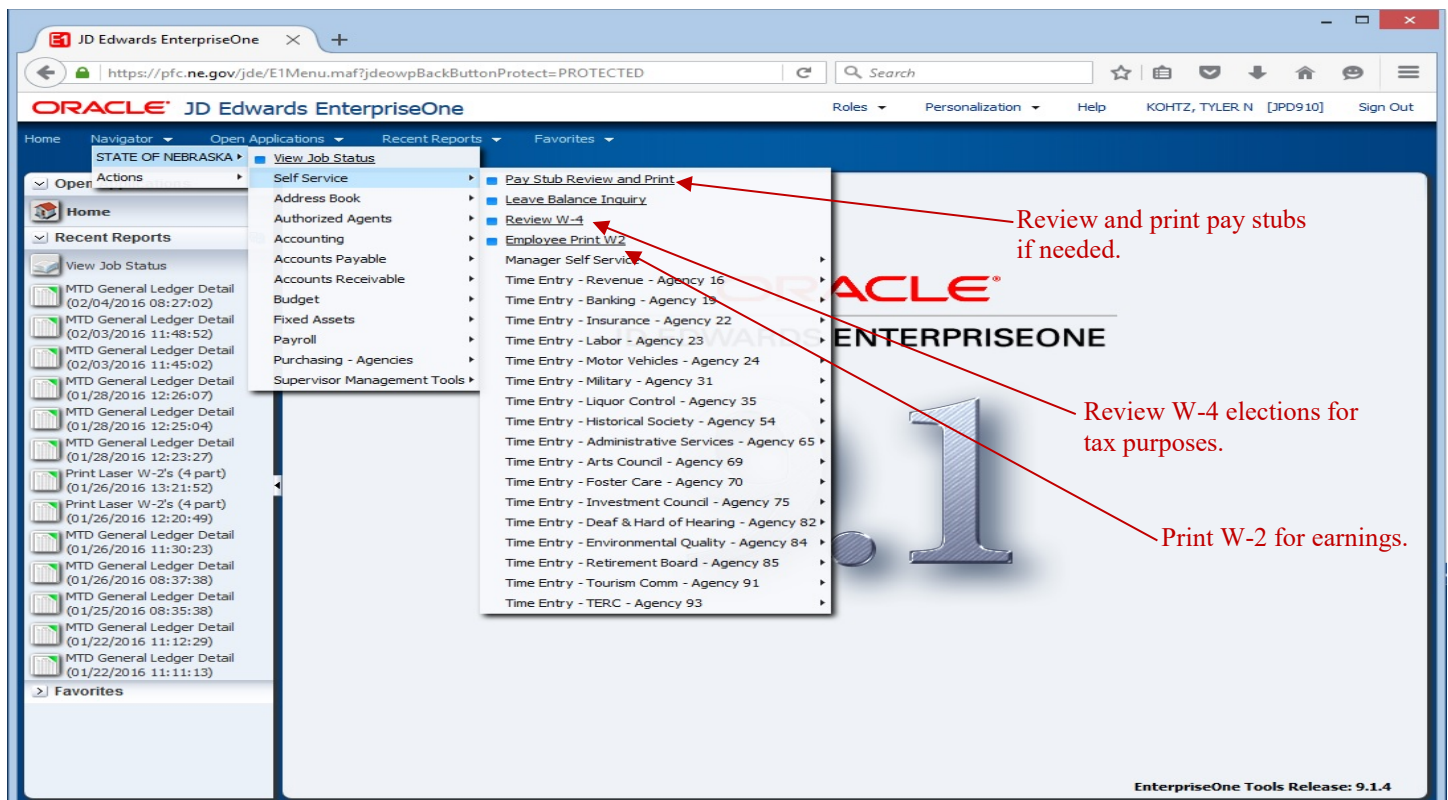 JD Edwards EnterpriseOne
https://pfc.ne.gov/jde/E1Menu.maf?jdeowpBackButtonProtect=PROTECTED
Search
ORACLE JD Edwards EnterpriseOne
Roles
Personalization
Help
KOHTZ, TYLER N [JPD910]
Sign Out
Home
Navigator
Open Applications
Recent Reports
Favorites
STATE OF NEBRASKA
Actions
View Job Status
Self Service
Address Book
Authorized Agents
Accounting
Accounts Payable
Accounts Receivable
Budget
Fixed Assets
Payroll
Purchasing - Agencies
Supervisor Management Tools
Pay Stub Review and Print
Leave Balance Inquiry
Review W-4
Employee Print W2
Manager Self Service
Time Entry - Revenue - Agency 16
Time Entry - Banking - Agency 19
Time Entry - Insurance - Agency 22
Time Entry - Labor - Agency 23
Time Entry - Motor Vehicles - Agency 24
Time Entry - Military - Agency 31
Time Entry - Liquor Control - Agency 35
Time Entry - Historical Society - Agency 54
Time Entry - Administrative Services - Agency 65
Time Entry - Arts Council - Agency 69
Time Entry - Foster Care - Agency 70
Time Entry - Investment Council - Agency 75
Time Entry - Deaf & Hard of Hearing - Agency 82
Time Entry - Environmental Quality - Agency 84
Time Entry - Retirement Board - Agency 85
Time Entry - Tourism Comm - Agency 91
Time Entry - TERC - Agency 93
Open
Home
Recent Reports
View Job Status
MTD General Ledger Detail
(02/04/2016 08:27:02)
MTD General Ledger Detail
(02/03/2016 11:48:52)
MTD General Ledger Detail
(02/03/2016 11:45:02)
MTD General Ledger Detail
(01/28/2016 12:26:07)
MTD General Ledger Detail
(01/28/2016 12:25:04)
MTD General Ledger Detail
(01/28/2016 12:23:27)
Print Laser W-2's (4 part)
(01/26/2016 13:21:52)
Print Laser W-2's (4 part)
(01/26/2016 12:20:49)
MTD General Ledger Detail
(01/26/2016 11:30:23)
MTD General Ledger Detail
(01/26/2016 08:37:38)
MTD General Ledger Detail
(01/25/2016 08:35:38)
MTD General Ledger Detail
(01/22/2016 11:12:29)
MTD General Ledger Detail
(01/22/2016 11:11:13)
Favorites
ORACLE
JD EDWARDS ENTERPRISEONE
.1
Review and print pay stubs
if needed.
Review W-4 elections for
tax purposes.
Print W-2 for earnings.
EnterpriseOne Tools Release: 9.1.4